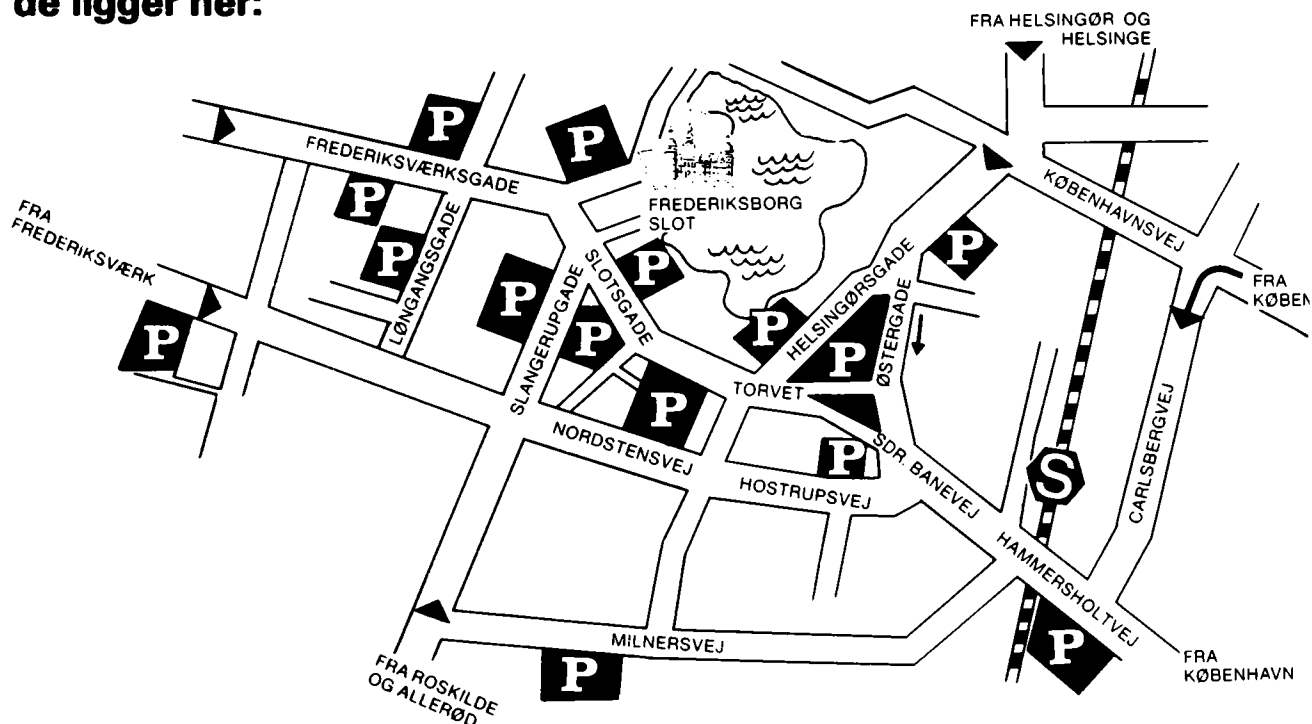 de ligger her:
FRA HELSINGØR OG
HELSINGE
P
P
FREDERIKSVÆRKSGADE
P
FREDERIKSBORG
SLOT
KØBENHAVNSVEJ
FRA
FREDERIKSVÆRK
P
LØNGANGSGADE
P
SLOTSGADE
P
HELSINGØRSGADE
P
FRA
KØBEN
P
SLANGERUPGADE
P
P
P
ØSTERGADE
P
TORVET
P
NORDSTENSVEJ
P
SDR. BANEVEJ
S
CARLSBERGVEJ
HOSTRUPSVEJ
HAMMERSHOLTVEJ
MILNERSVEJ
P
P
FRA ROSKILDE
OG ALLERØD
FRA
KØBENHAVN